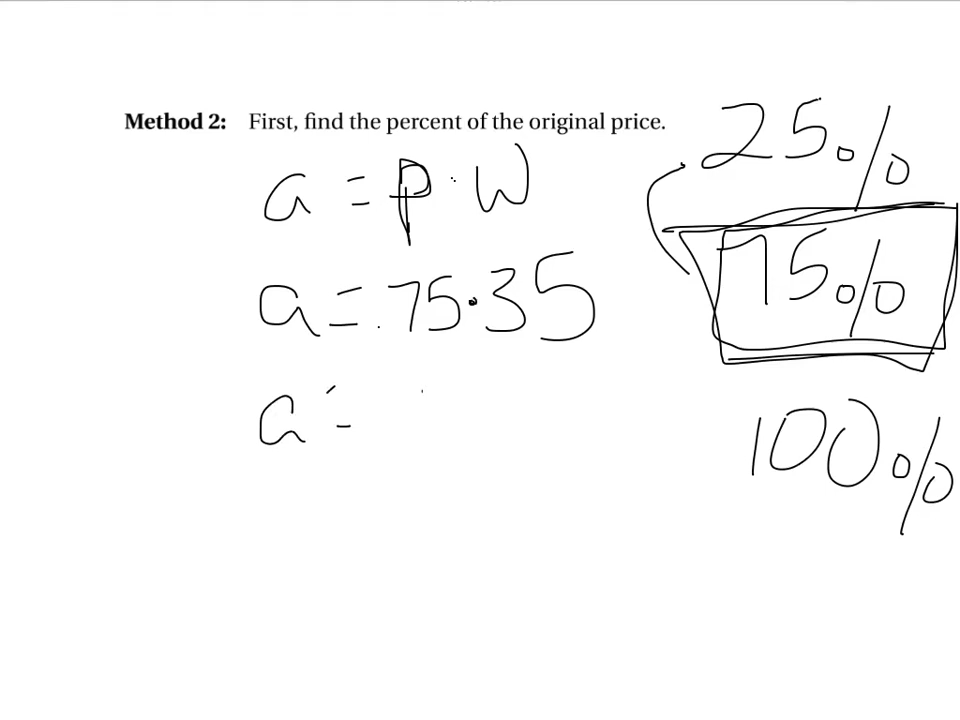 Method 2: First, find the percent of the original price.
25%
a = p · W
75%
a = .75 · 35
a =
100%